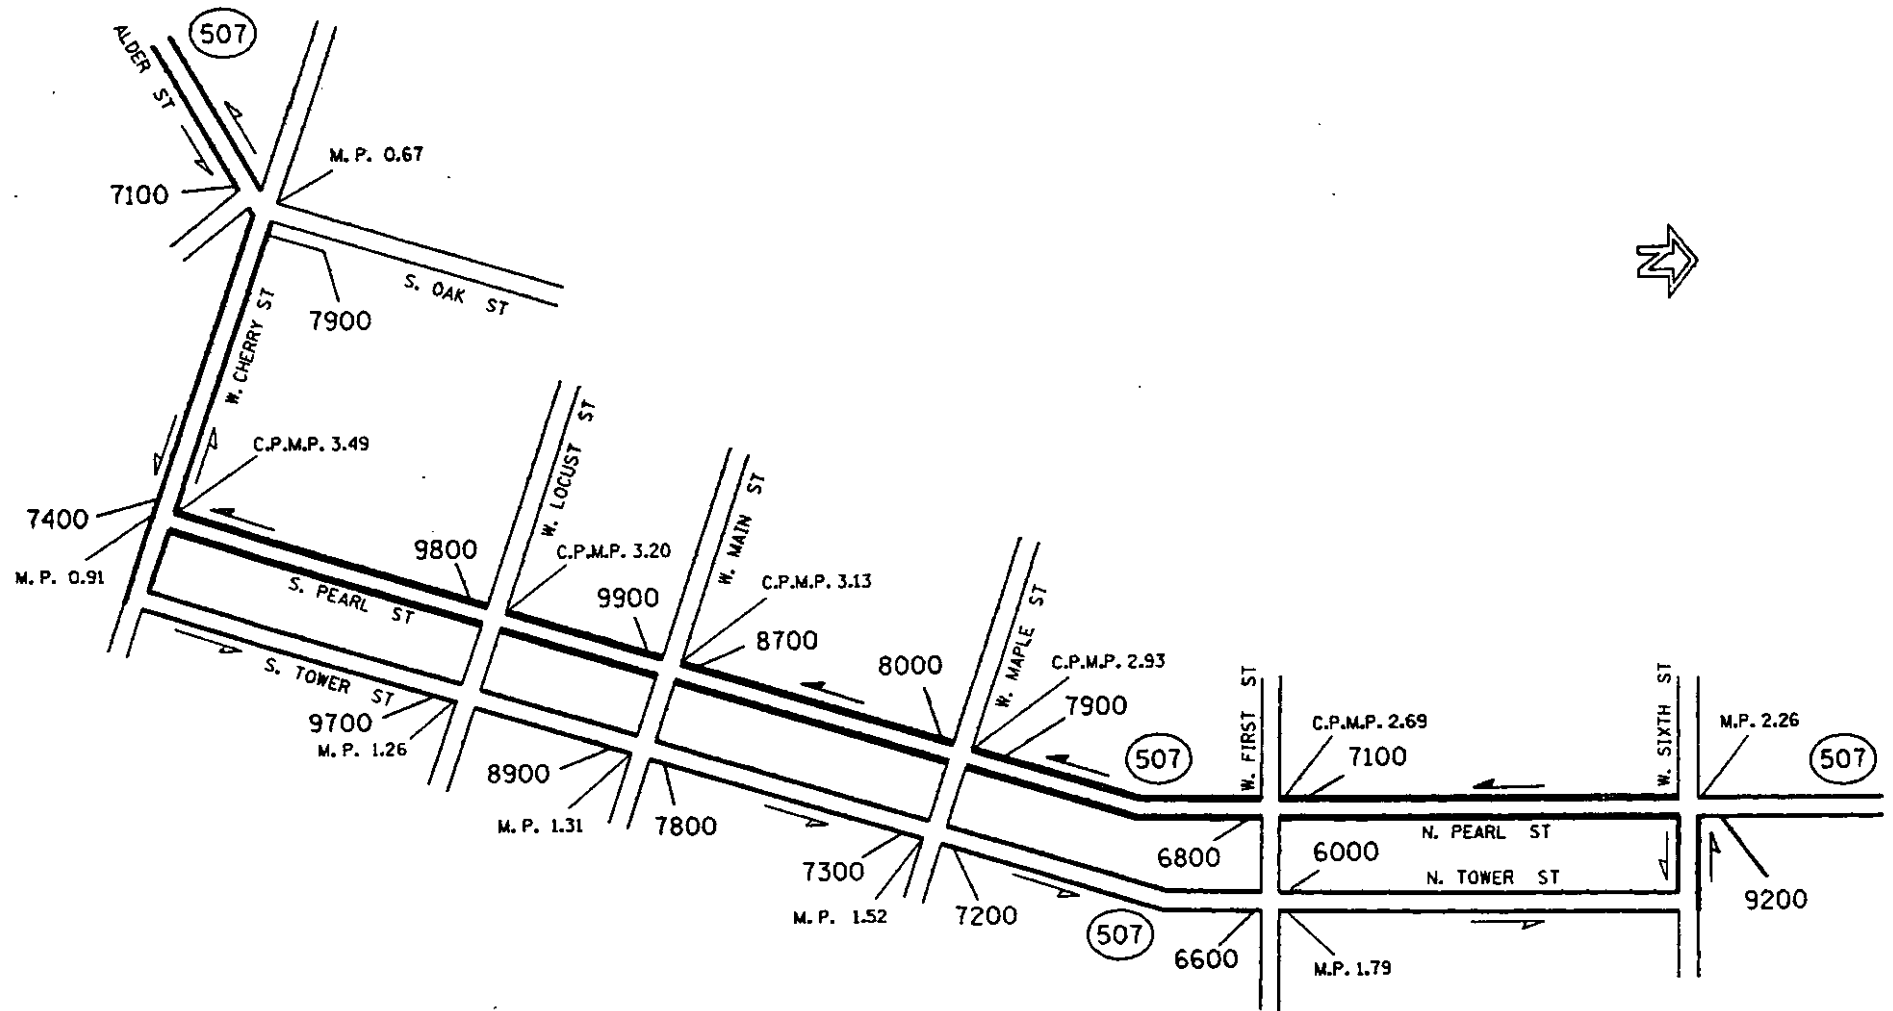 507
ALDER ST
M. P. 0.67
7100
S. OAK ST
7900
W. CHERRY ST
C.P.M.P. 3.49
7400
M. P. 0.91
W. LOCUST ST
9800
C.P.M.P. 3.20
S. PEARL ST
W. MAIN ST
9900
C.P.M.P. 3.13
8700
S. TOWER ST
9700
M. P. 1.26
8900
M. P. 1.31
7800
W. MAPLE ST
8000
C.P.M.P. 2.93
7900
507
7300
M. P. 1.52
7200
507
W. FIRST ST
C.P.M.P. 2.69
7100
W. SIXTH ST
M.P. 2.26
507
6800
6000
N. PEARL ST
N. TOWER ST
9200
6600
M.P. 1.79
N